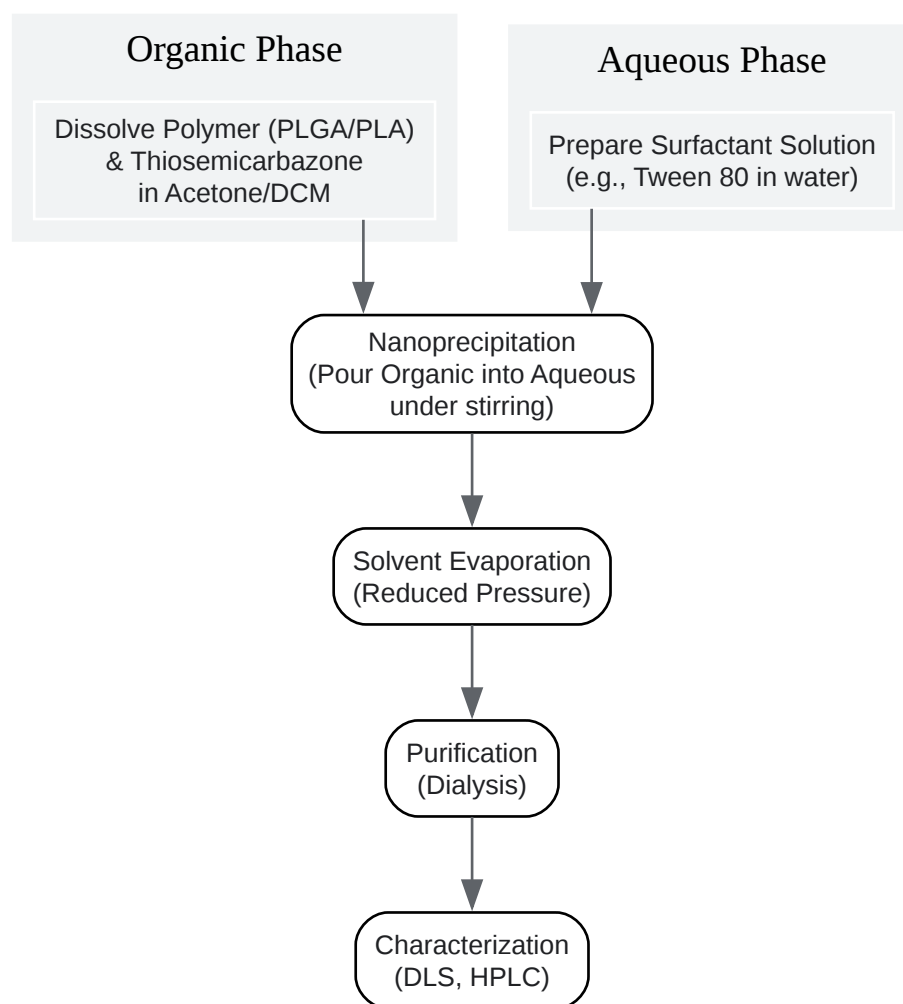 Organic Phase
Dissolve Polymer (PLGA/PLA)
& Thiosemicarbazone
in Acetone/DCM
Aqueous Phase
Prepare Surfactant Solution
(e.g., Tween 80 in water)
Nanoprecipitation
(Pour Organic into Aqueous
under stirring)
Solvent Evaporation
(Reduced Pressure)
Purification
(Dialysis)
Characterization
(DLS, HPLC)